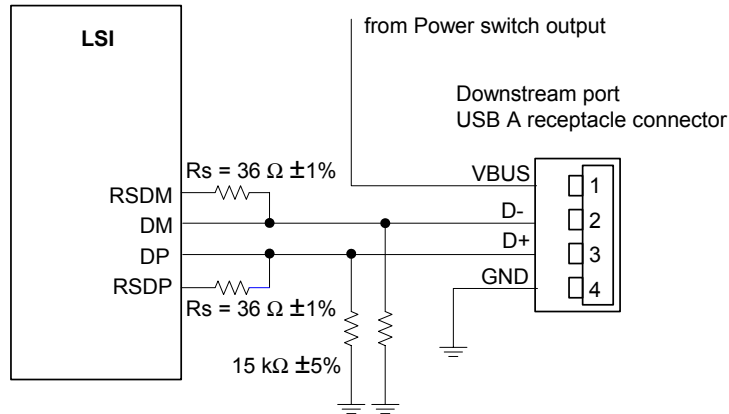 LSI
from Power switch output
Downstream port
USB A receptacle connector
Rs = 36 Ω ±1%
VBUS
1
RSDM
DM
D-
2
DP
D+
3
RSDP
GND
4
Rs = 36 Ω ±1%
15 kΩ ±5%